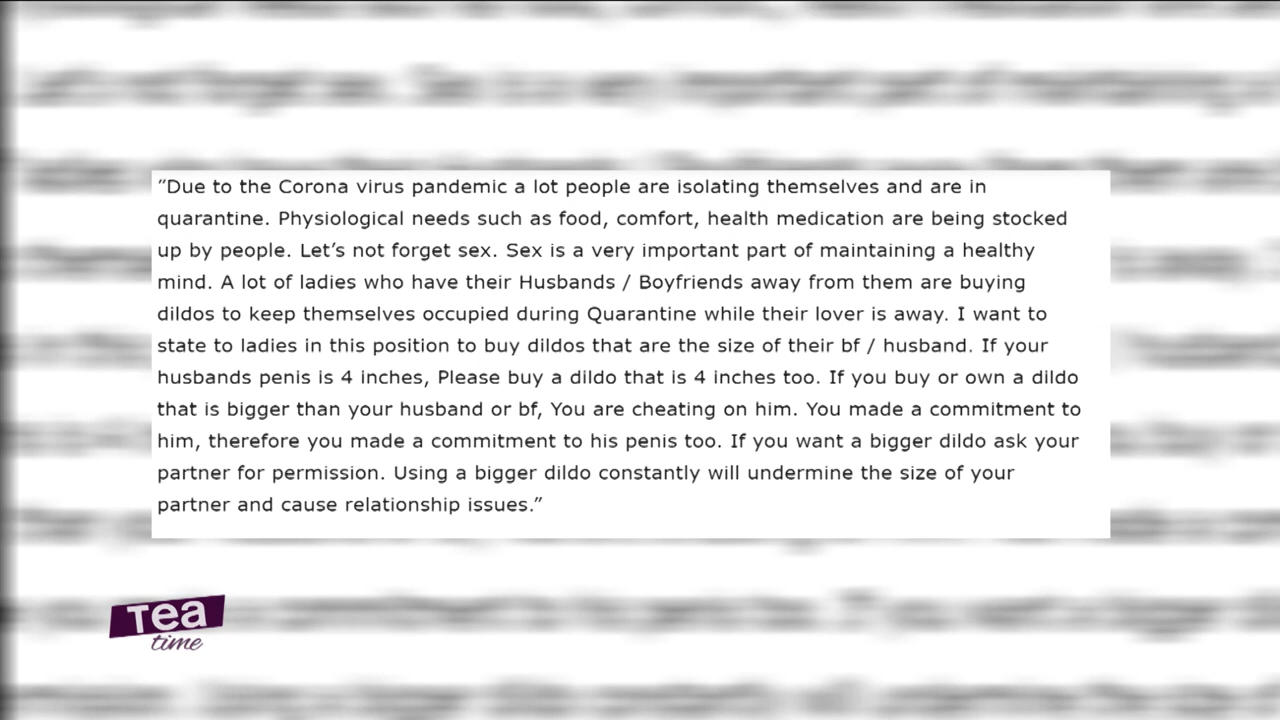 ”Due to the Corona virus pandemic a lot people are isolating themselves and are in
quarantine. Physiological needs such as food, comfort, health medication are being stocked
up by people. Let’s not forget sex. Sex is a very important part of maintaining a healthy
mind. A lot of ladies who have their Husbands / Boyfriends away from them are buying
dildos to keep themselves occupied during Quarantine while their lover is away. I want to
state to ladies in this position to buy dildos that are the size of their bf / husband. If your
husbands penis is 4 inches, Please buy a dildo that is 4 inches too. If you buy or own a dildo
that is bigger than your husband or bf, You are cheating on him. You made a commitment to
him, therefore you made a commitment to his penis too. If you want a bigger dildo ask your
partner for permission. Using a bigger dildo constantly will undermine the size of your
partner and cause relationship issues.”
Tea
time